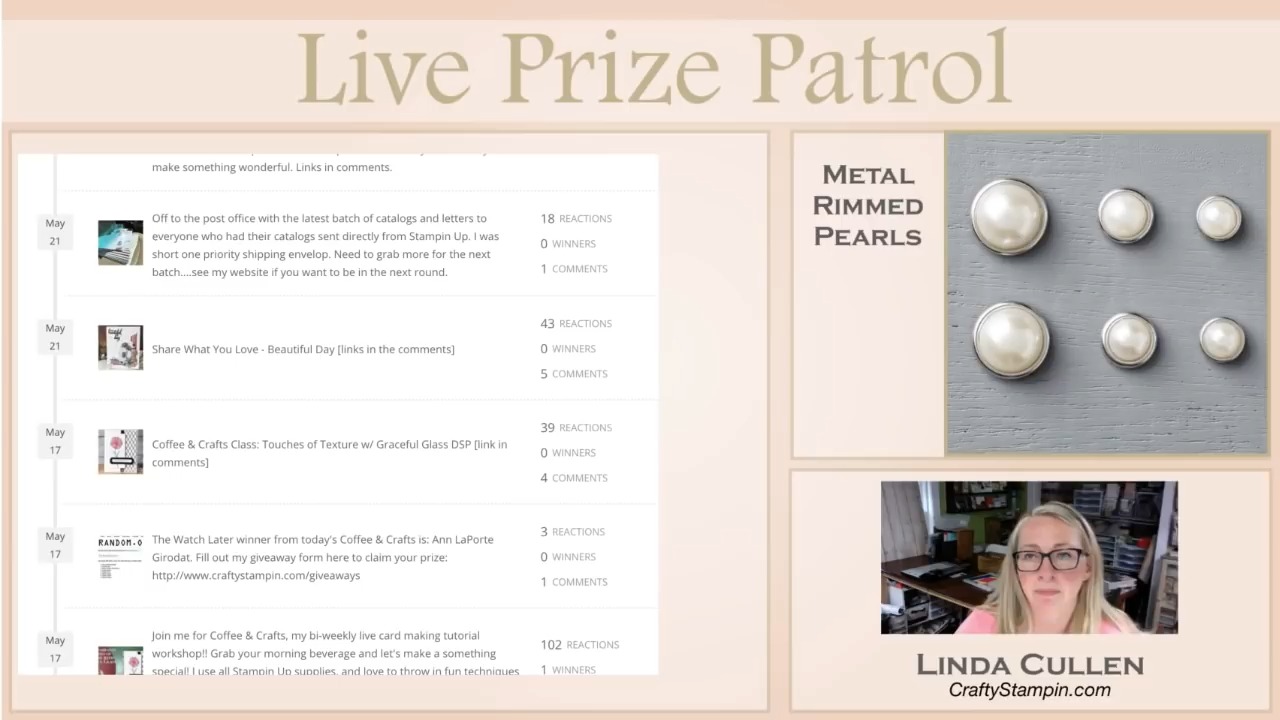 Live Prize Patrol
make something wonderful. Links in comments.
May
21
Off to the post office with the latest batch of catalogs and letters to
everyone who had their catalogs sent directly from Stampin Up. I was
short one priority shipping envelop. Need to grab more for the next
batch....see my website if you want to be in the next round.
18 REACTIONS
0 WINNERS
1 COMMENTS
May
21
Share What You Love - Beautiful Day [links in the comments]
43 REACTIONS
0 WINNERS
5 COMMENTS
May
17
Coffee & Crafts Class: Touches of Texture w/ Graceful Glass DSP [link in
comments]
39 REACTIONS
0 WINNERS
4 COMMENTS
May
17
RANDOM.O
The Watch Later winner from today's Coffee & Crafts is: Ann LaPorte
Girodat. Fill out my giveaway form here to claim your prize:
http://www.craftystampin.com/giveaways
3 REACTIONS
0 WINNERS
1 COMMENTS
May
17
Join me for Coffee & Crafts, my bi-weekly live card making tutorial
workshop!! Grab your morning beverage and let's make a something
special! I use all Stampin Up supplies, and love to throw in fun techniques
102 REACTIONS
1 WINNERS
METAL
RIMMED
PEARLS
LINDA CULLEN
CraftyStampin.com